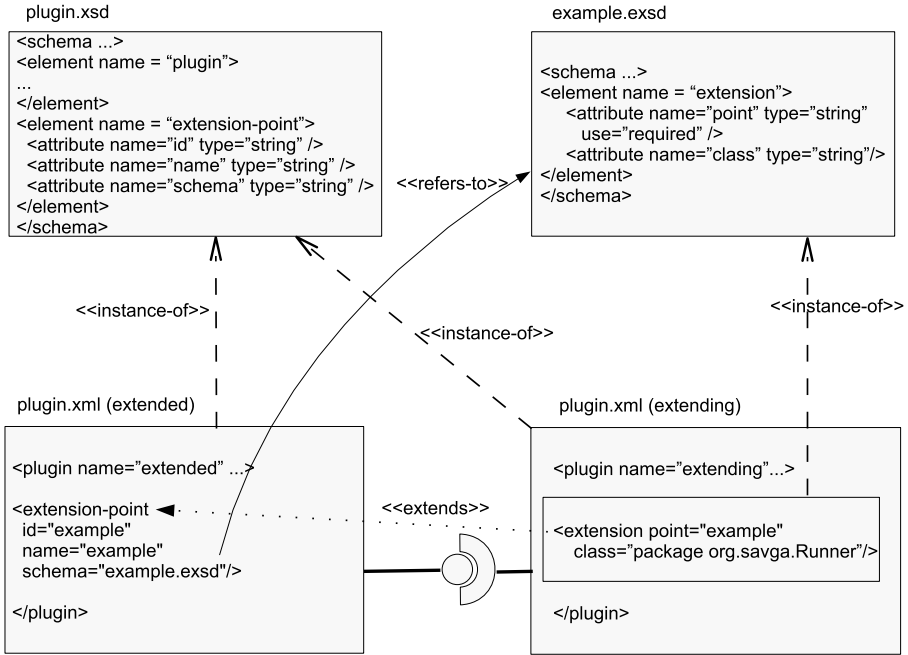 plugin.xsd
<schema ...>
<element name = “plugin”>
...
</element>
<element name = “extension-point”>
<attribute name=”id” type=”string” />
<attribute name=”name” type=”string” />
<attribute name=”schema” type=”string” />
</element>
</schema>
example.exsd
<schema ...>
<element name = “extension”>
<attribute name=”point” type=”string”
use=”required” />
<attribute name=”class” type=”string”/>
</element>
</schema>
<<refers-to>>
<<instance-of>>
<<instance-of>>
<<instance-of>>
plugin.xml (extended)
<plugin name=”extended” ...>
<extension-point
id="example"
name="example"
schema="example.exsd"/>
</plugin>
<<extends>>
plugin.xml (extending)
<plugin name=”extending”...>
<extension point="example"
class=”package org.savga.Runner”/>
</plugin>